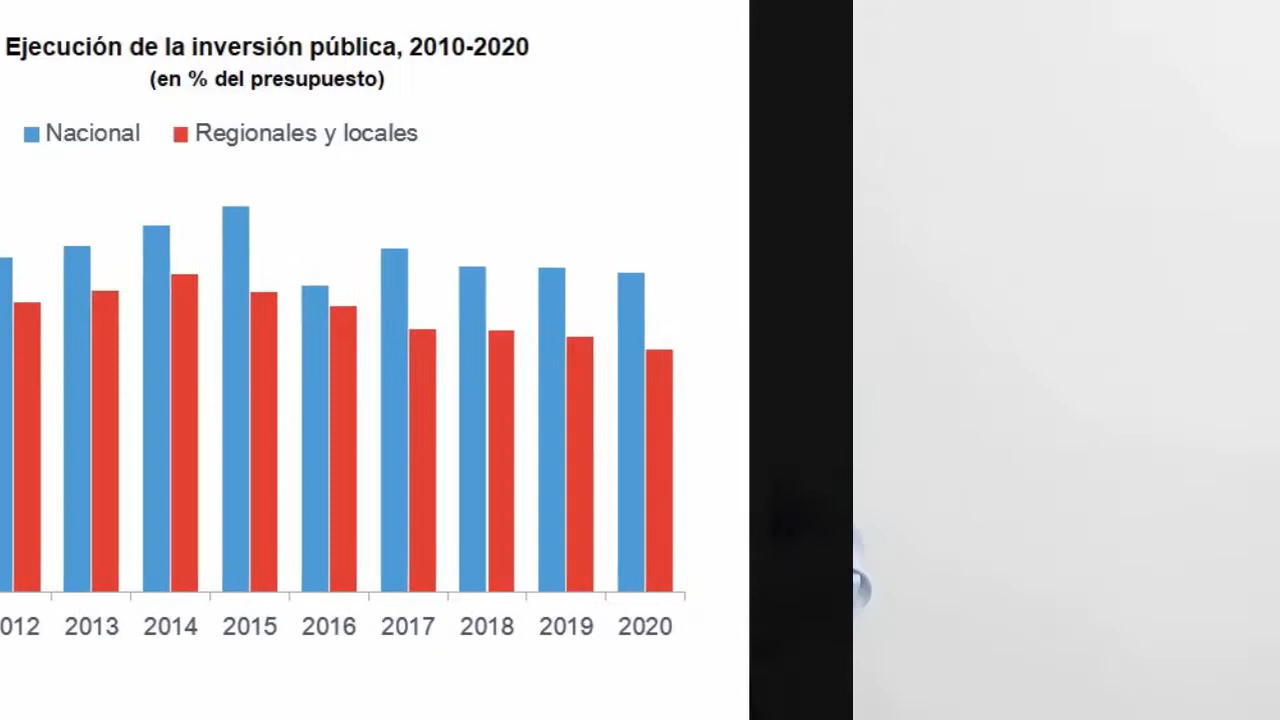 Ejecución de la inversión pública, 2010-2020
(en % del presupuesto)
Nacional Regionales y locales
012 2013 2014 2015 2016 2017 2018 2019 2020